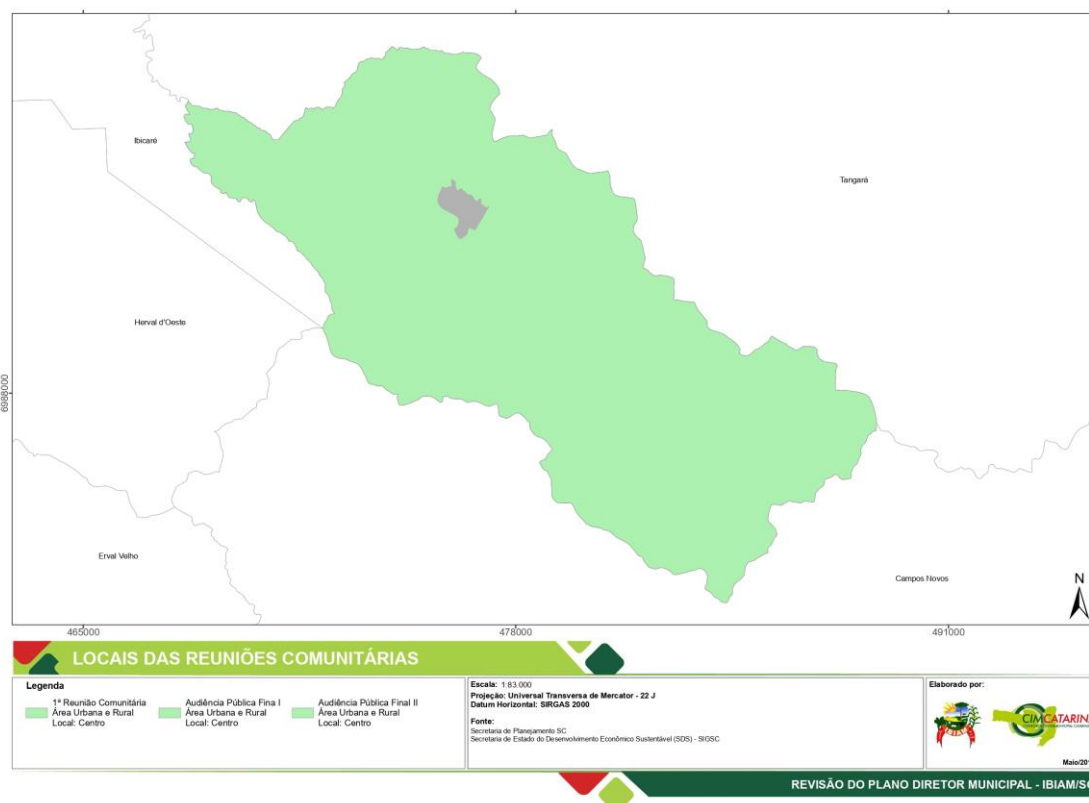 Ibicaré
Tangará
Herval d'Oeste
6988000
Erval Velho
Campos Novos
N
465000
478000
491000
LOCAIS DAS REUNIÕES COMUNITÁRIAS
Legenda
1ª Reunião Comunitária
Área Urbana e Rural
Local: Centro
Audiência Pública Fina I
Área Urbana e Rural
Local: Centro
Audiência Pública Final II
Área Urbana e Rural
Local: Centro
Escala: 1:83.000
Projeção: Universal Transversa de Mercator - 22 J
Datum Horizontal: SIRGAS 2000
Fonte:
Secretaria de Planejamento SC
Secretaria de Estado do Desenvolvimento Econômico Sustentável (SDS) - SIGSC
Elaborado por:
CIMCATARIN
Maio/201
REVISÃO DO PLANO DIRETOR MUNICIPAL - IBIAM/SC